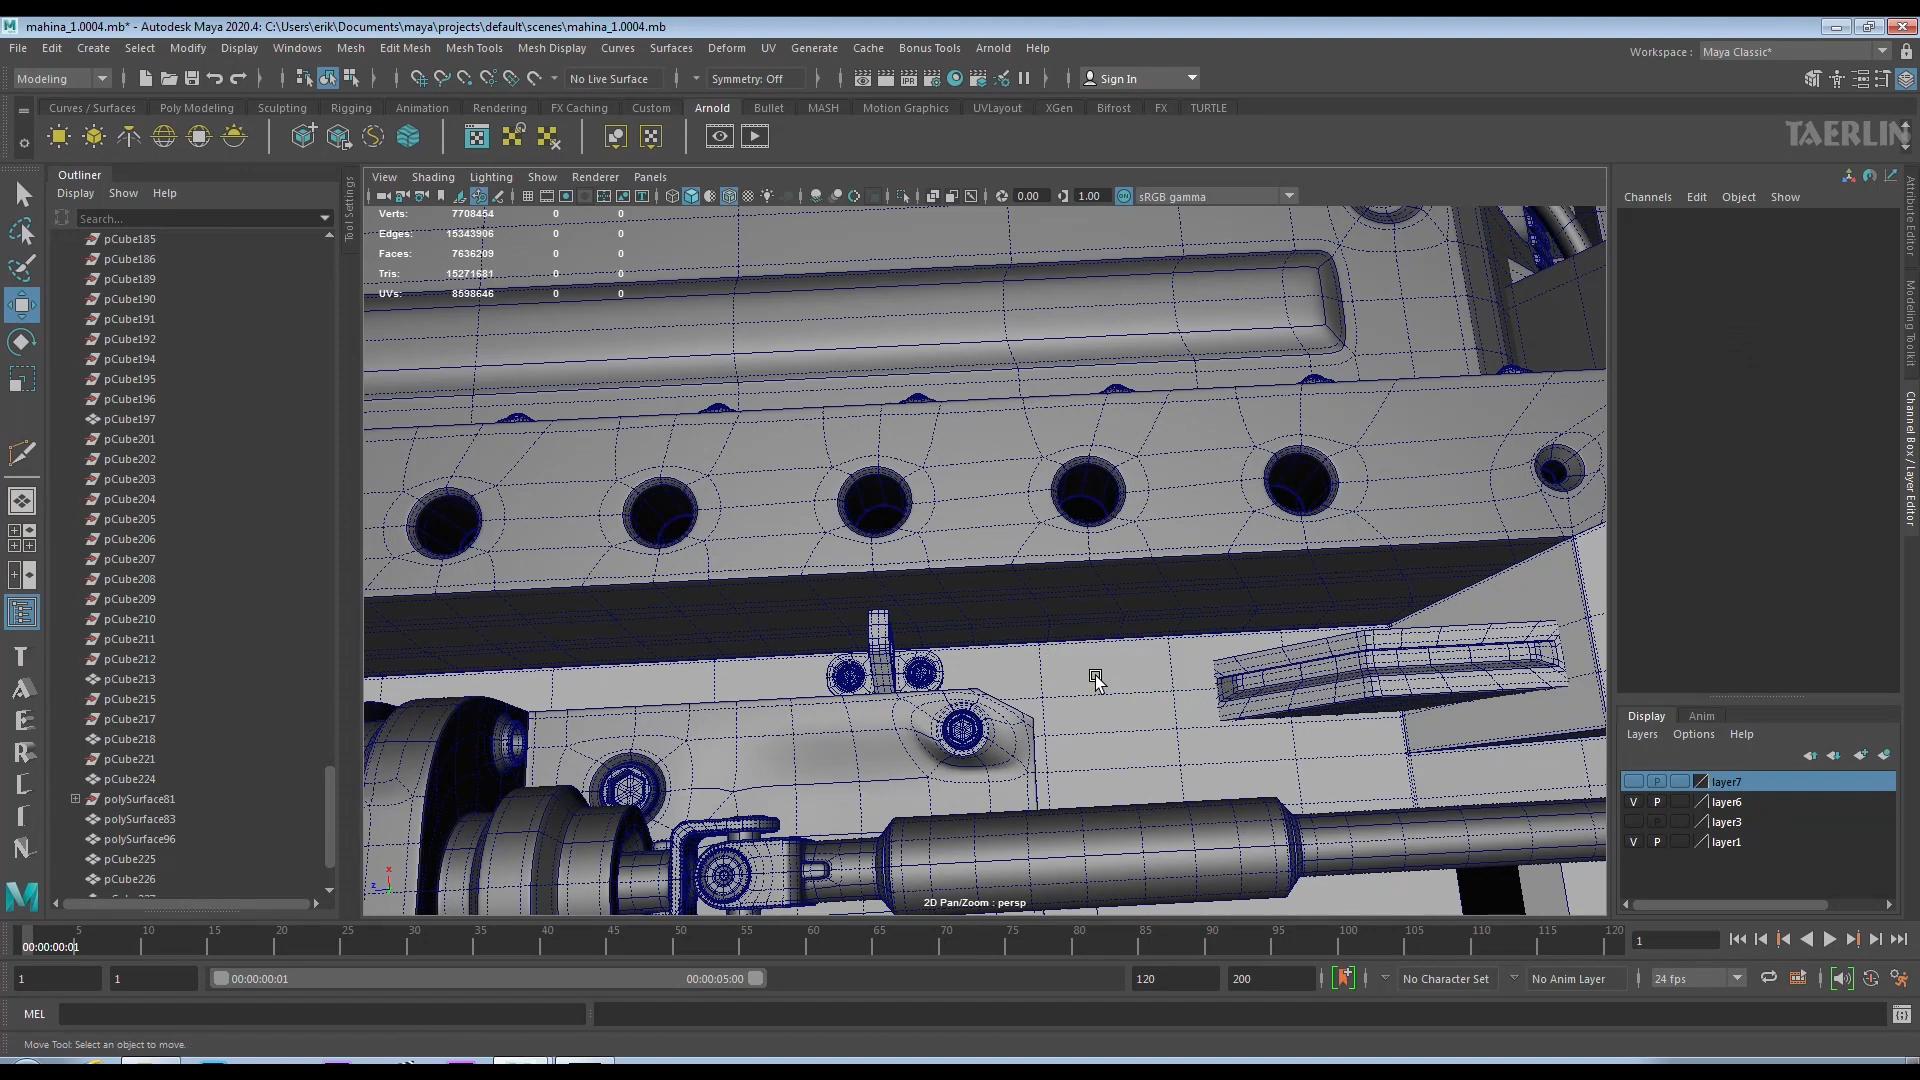 mahina_1.0004.mb* - Autodesk Maya 2020.4: C:\Users\erik\Documents\maya\projects\default\scenes\mahina_1.0004.mb
File Edit Create Select Modify Display Windows Mesh Edit Mesh Mesh Tools Mesh Display Curves Surfaces Deform UV Generate Cache Bonus Tools Arnold Help
Workspace : Maya Classic*
Modeling No Live Surface Symmetry: Off Sign In
Curves / Surfaces Poly Modeling Sculpting Rigging Animation Rendering FX Caching Custom Arnold Bullet MASH Motion Graphics UVLayout XGen Bifrost FX TURTLE
TAERLIN
Outliner
View Shading Lighting Show Renderer Panels
Display Show Help
0.00 1.00 ON sRGB gamma
Channels Edit Object Show
Search...
Tool Settings
Attribute Editor
Modeling Toolkit
Channel Box / Layer Editor
Verts: 7708454 0 0
Edges: 15343906 0 0
Faces: 7636209 0 0
Tris: 15271681 0 0
UVs: 8598646 0 0
pCube185
pCube186
pCube189
pCube190
pCube191
pCube192
pCube194
pCube195
pCube196
pCube197
pCube201
pCube202
pCube203
pCube204
pCube205
pCube206
pCube207
pCube208
pCube209
pCube210
pCube211
pCube212
pCube213
pCube215
pCube217
pCube218
pCube221
pCube224
polySurface81
polySurface83
polySurface96
pCube225
pCube226
x
z
2D Pan/Zoom : persp
Display Anim
Layers Options Help
P layer7
V P layer6
layer3
V P layer1
5 10 15 20 25 30 35 40 45 50 55 60 65 70 75 80 85 90 95 100 105 110 115 120
00:00:00:01
1
1 1 00:00:00:01 00:00:05:00 120 200 No Character Set No Anim Layer 24 fps
MEL
Move Tool: Select an object to move.